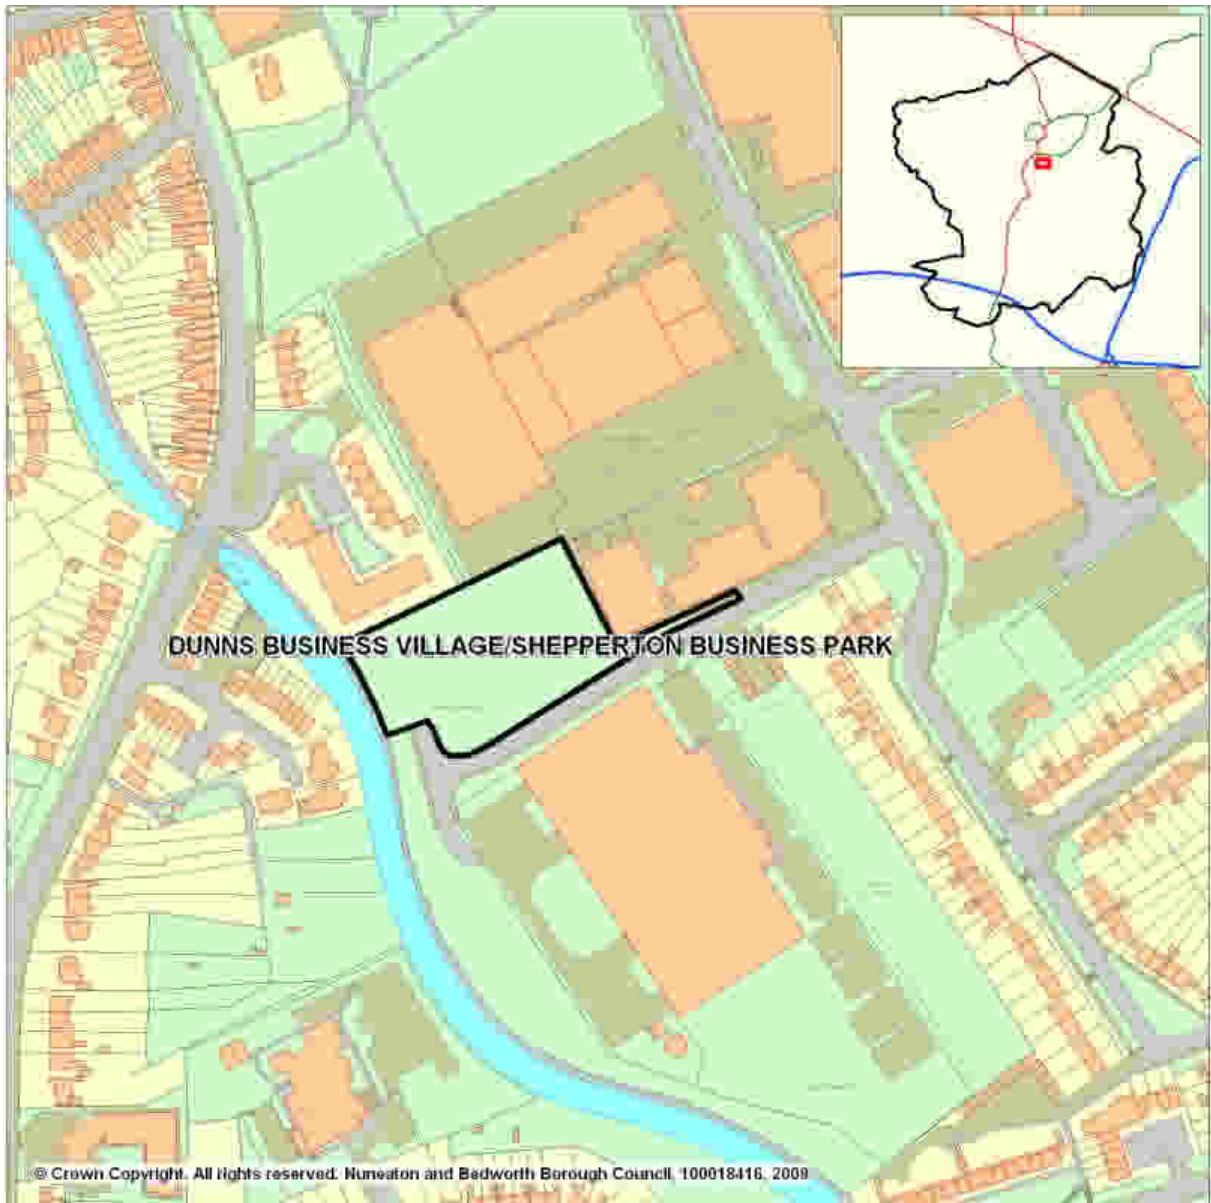 DUNNS BUSINESS VILLAGE/SHEPPERTON BUSINESS PARK
© Crown Copyright. All rights reserved. Nuneaton and Bedworth Borough Council. 100018416. 2009